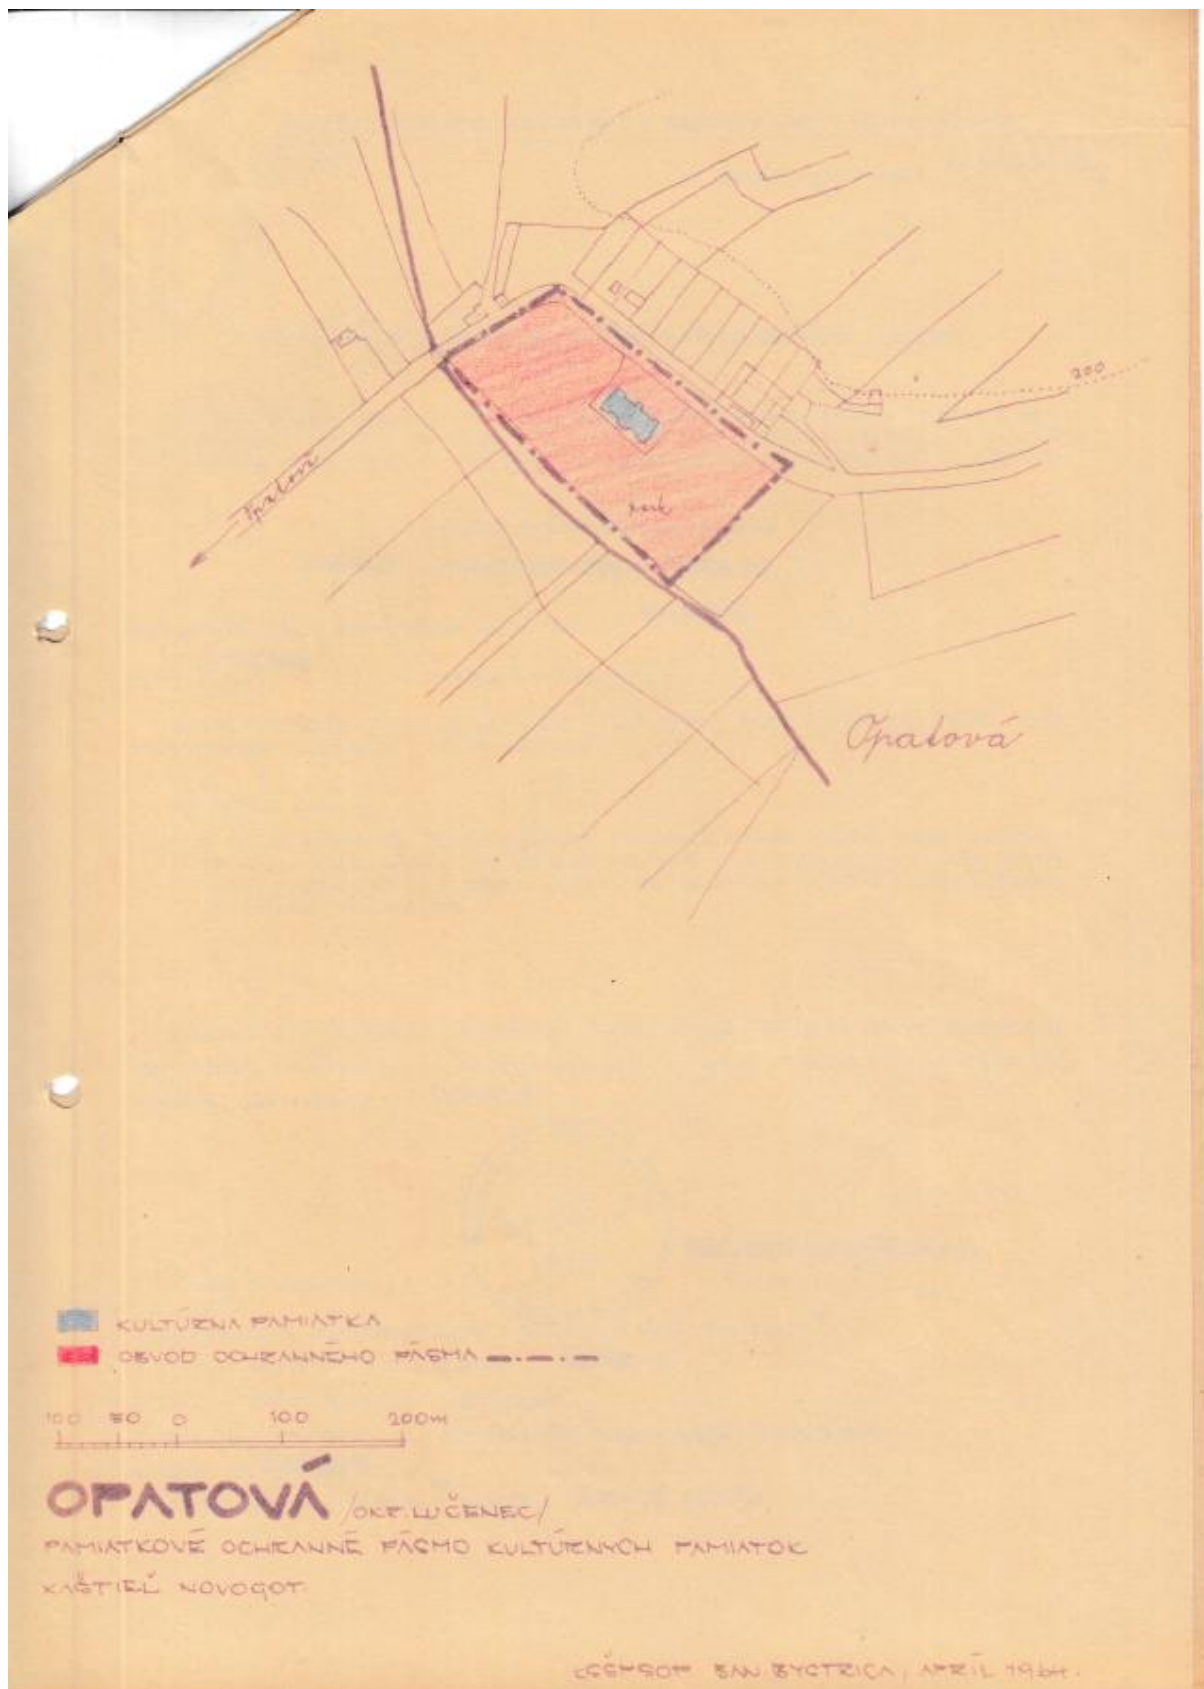 200
park
Opatová
KULTÚRNA PAMIATKA
OBVOD OCHRANNÉHO PÁSMA
100 50 0 100 200m
OPATOVÁ /OKR. LUČENEC/
PAMIATKOVÉ OCHRANNÉ PÁSMO KULTÚRNYCH PAMIATOK
KAŠTIEĽ NOVOGOT.
KSŠPSOP BAN. BYSTRICA, APRÍL 1964.